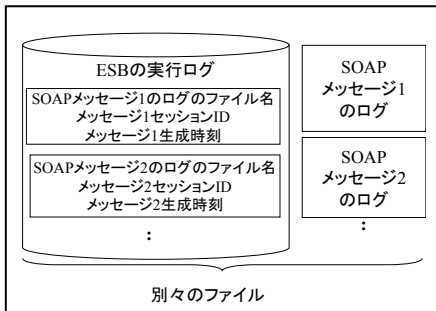 ESBの実行ログ
SOAPメッセージ1のログのファイル名
メッセージ1セッションID
メッセージ1生成時刻
SOAPメッセージ2のログのファイル名
メッセージ2セッションID
メッセージ2生成時刻
:
SOAP
メッセージ1
のログ
SOAP
メッセージ2
のログ
:
別々のファイル